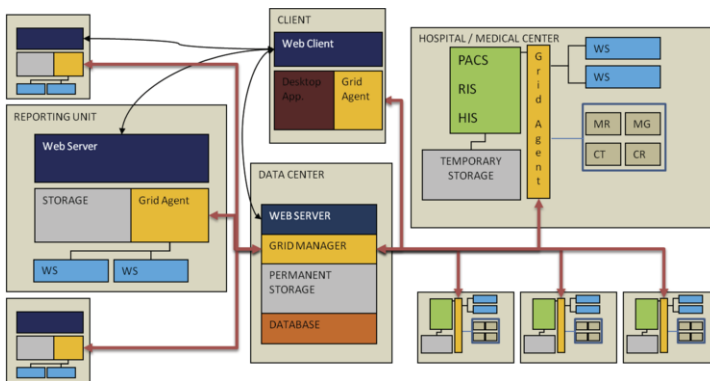 CLIENT
Web Client
Desktop
App.
Grid
Agent
HOSPITAL / MEDICAL CENTER
PACS
RIS
HIS
Grid Agent
WS
WS
MR
MG
CT
CR
TEMPORARY
STORAGE
REPORTING UNIT
Web Server
STORAGE
Grid Agent
WS
WS
DATA CENTER
WEB SERVER
GRID MANAGER
PERMANENT
STORAGE
DATABASE